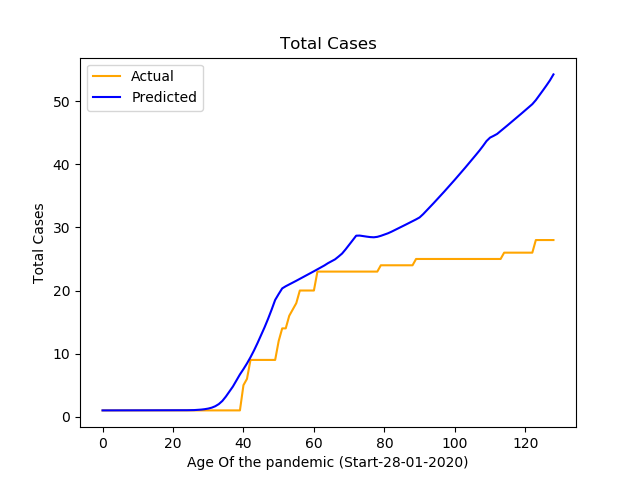 Total Cases
Actual
Predicted
Total Cases
50
40
30
20
10
0
0 20 40 60 80 100 120
Age Of the pandemic (Start-28-01-2020)